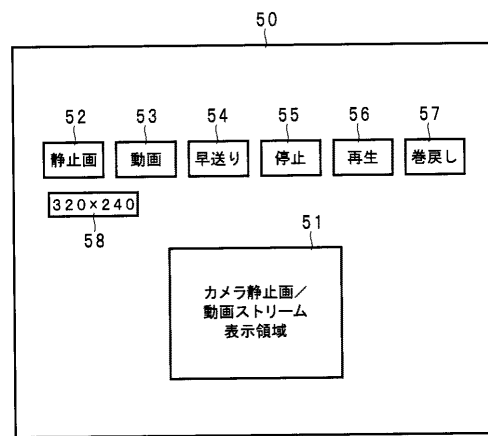 50
52 53 54 55 56 57
静止画 動画 早送り 停止 再生 巻戻し
320×240
58
51
カメラ静止画／
動画ストリーム
表示領域